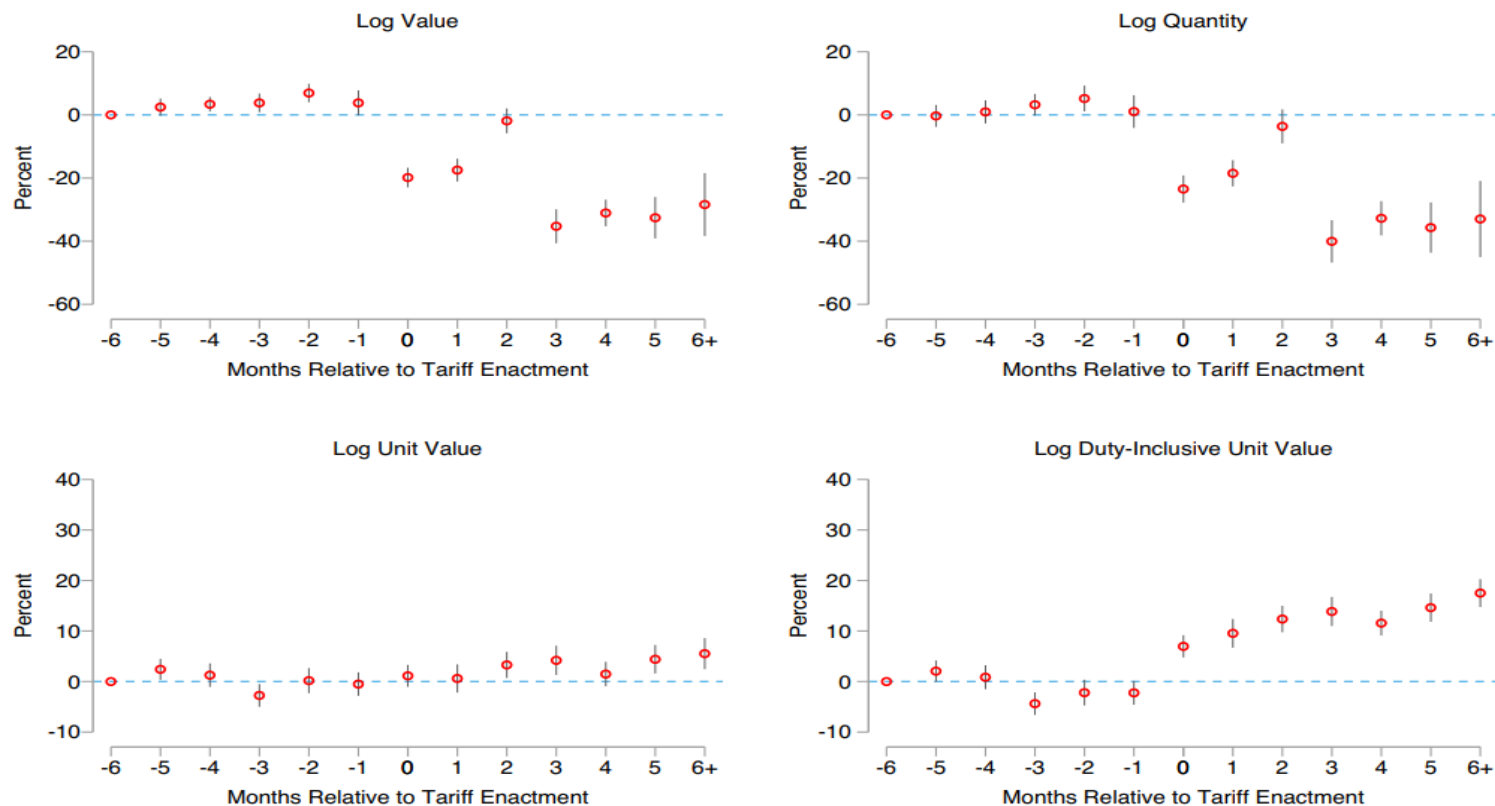 Log Value
20
0
-20
-40
-60
Percent
-6 -5 -4 -3 -2 -1 0 1 2 3 4 5 6+
Months Relative to Tariff Enactment
Log Quantity
20
0
-20
-40
-60
Percent
-6 -5 -4 -3 -2 -1 0 1 2 3 4 5 6+
Months Relative to Tariff Enactment
Log Unit Value
40
30
20
10
0
-10
Percent
-6 -5 -4 -3 -2 -1 0 1 2 3 4 5 6+
Months Relative to Tariff Enactment
Log Duty-Inclusive Unit Value
40
30
20
10
0
-10
Percent
-6 -5 -4 -3 -2 -1 0 1 2 3 4 5 6+
Months Relative to Tariff Enactment